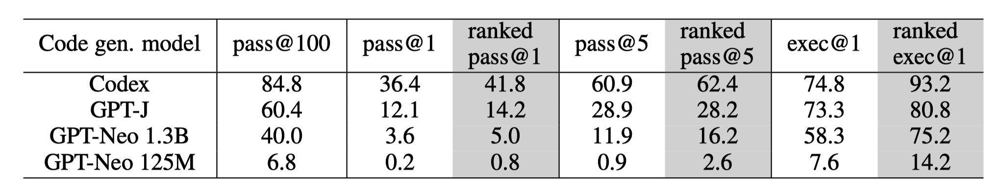 Code gen. model pass@100 pass@1 ranked pass@1 pass@5 ranked pass@5 exec@1 ranked exec@1
Codex 84.8 36.4 41.8 60.9 62.4 74.8 93.2
GPT-J 60.4 12.1 14.2 28.9 28.2 73.3 80.8
GPT-Neo 1.3B 40.0 3.6 5.0 11.9 16.2 58.3 75.2
GPT-Neo 125M 6.8 0.2 0.8 0.9 2.6 7.6 14.2